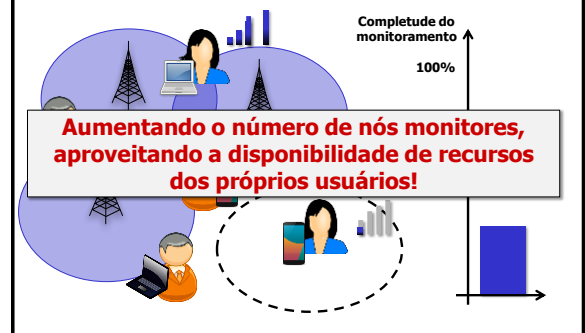 Completude do
monitoramento
100%
Aumentando o número de nós monitores,
aproveitando a disponibilidade de recursos
dos próprios usuários!